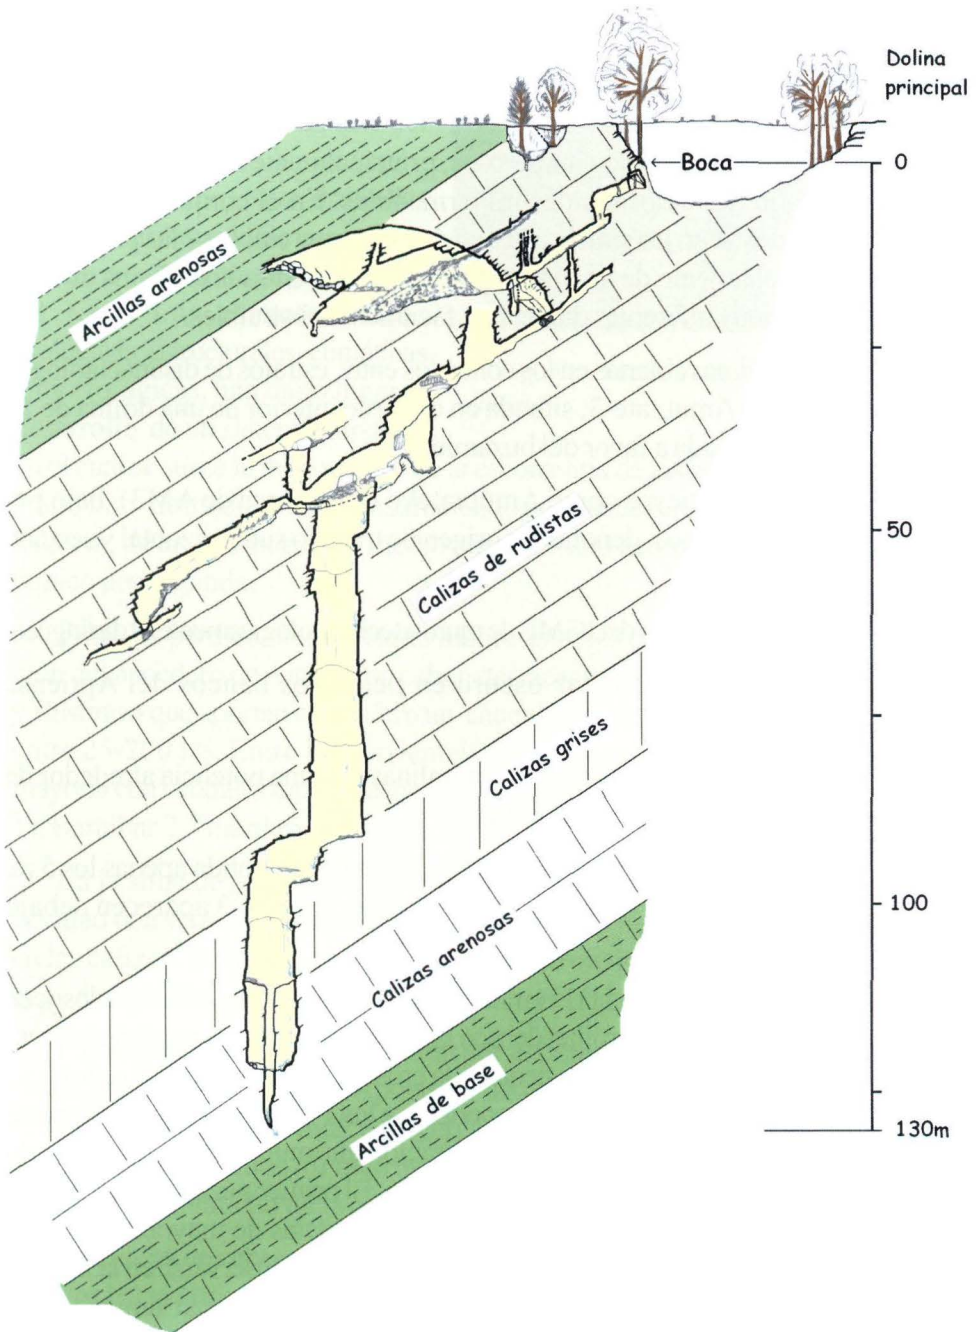 Dolina
principal
Boca
0
Arcillas arenosas
50
Calizas de rudistas
Calizas grises
100
Calizas arenosas
Arcillas de base
130m